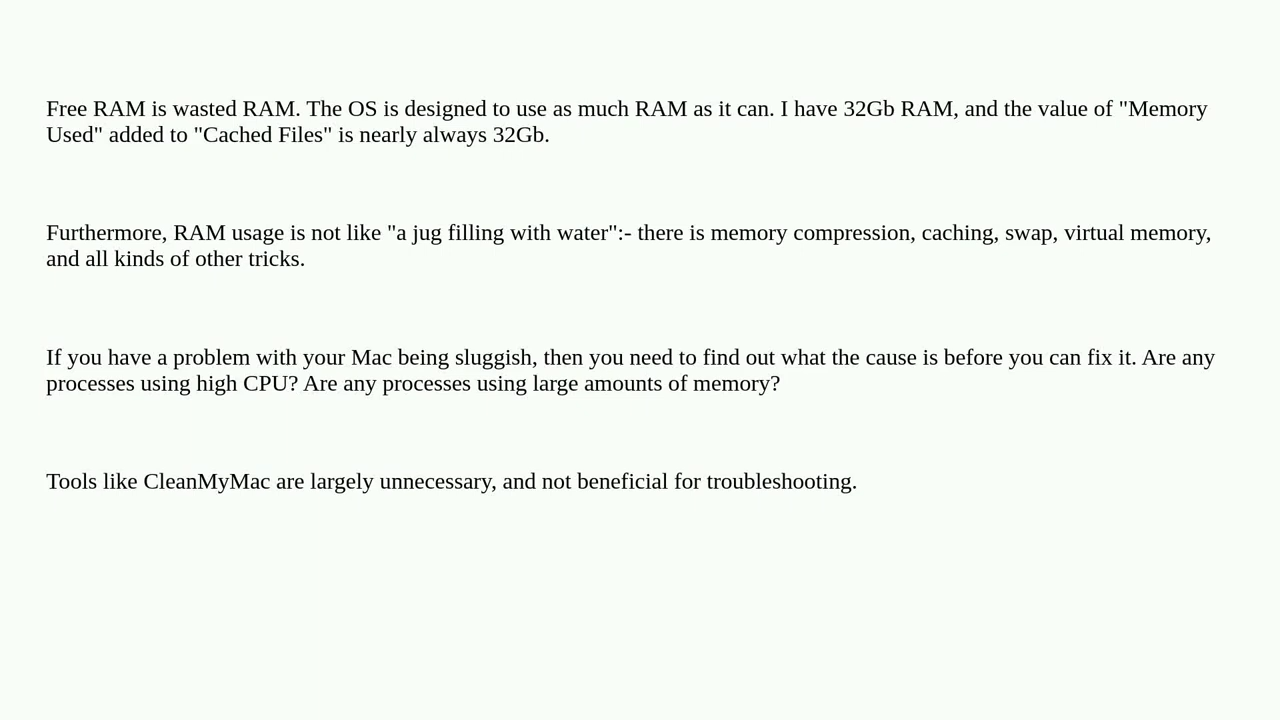 Free RAM is wasted RAM. The OS is designed to use as much RAM as it can. I have 32Gb RAM, and the value of "Memory
Used" added to "Cached Files" is nearly always 32Gb.
Furthermore, RAM usage is not like "a jug filling with water":- there is memory compression, caching, swap, virtual memory,
and all kinds of other tricks.
If you have a problem with your Mac being sluggish, then you need to find out what the cause is before you can fix it. Are any
processes using high CPU? Are any processes using large amounts of memory?
Tools like CleanMyMac are largely unnecessary, and not beneficial for troubleshooting.